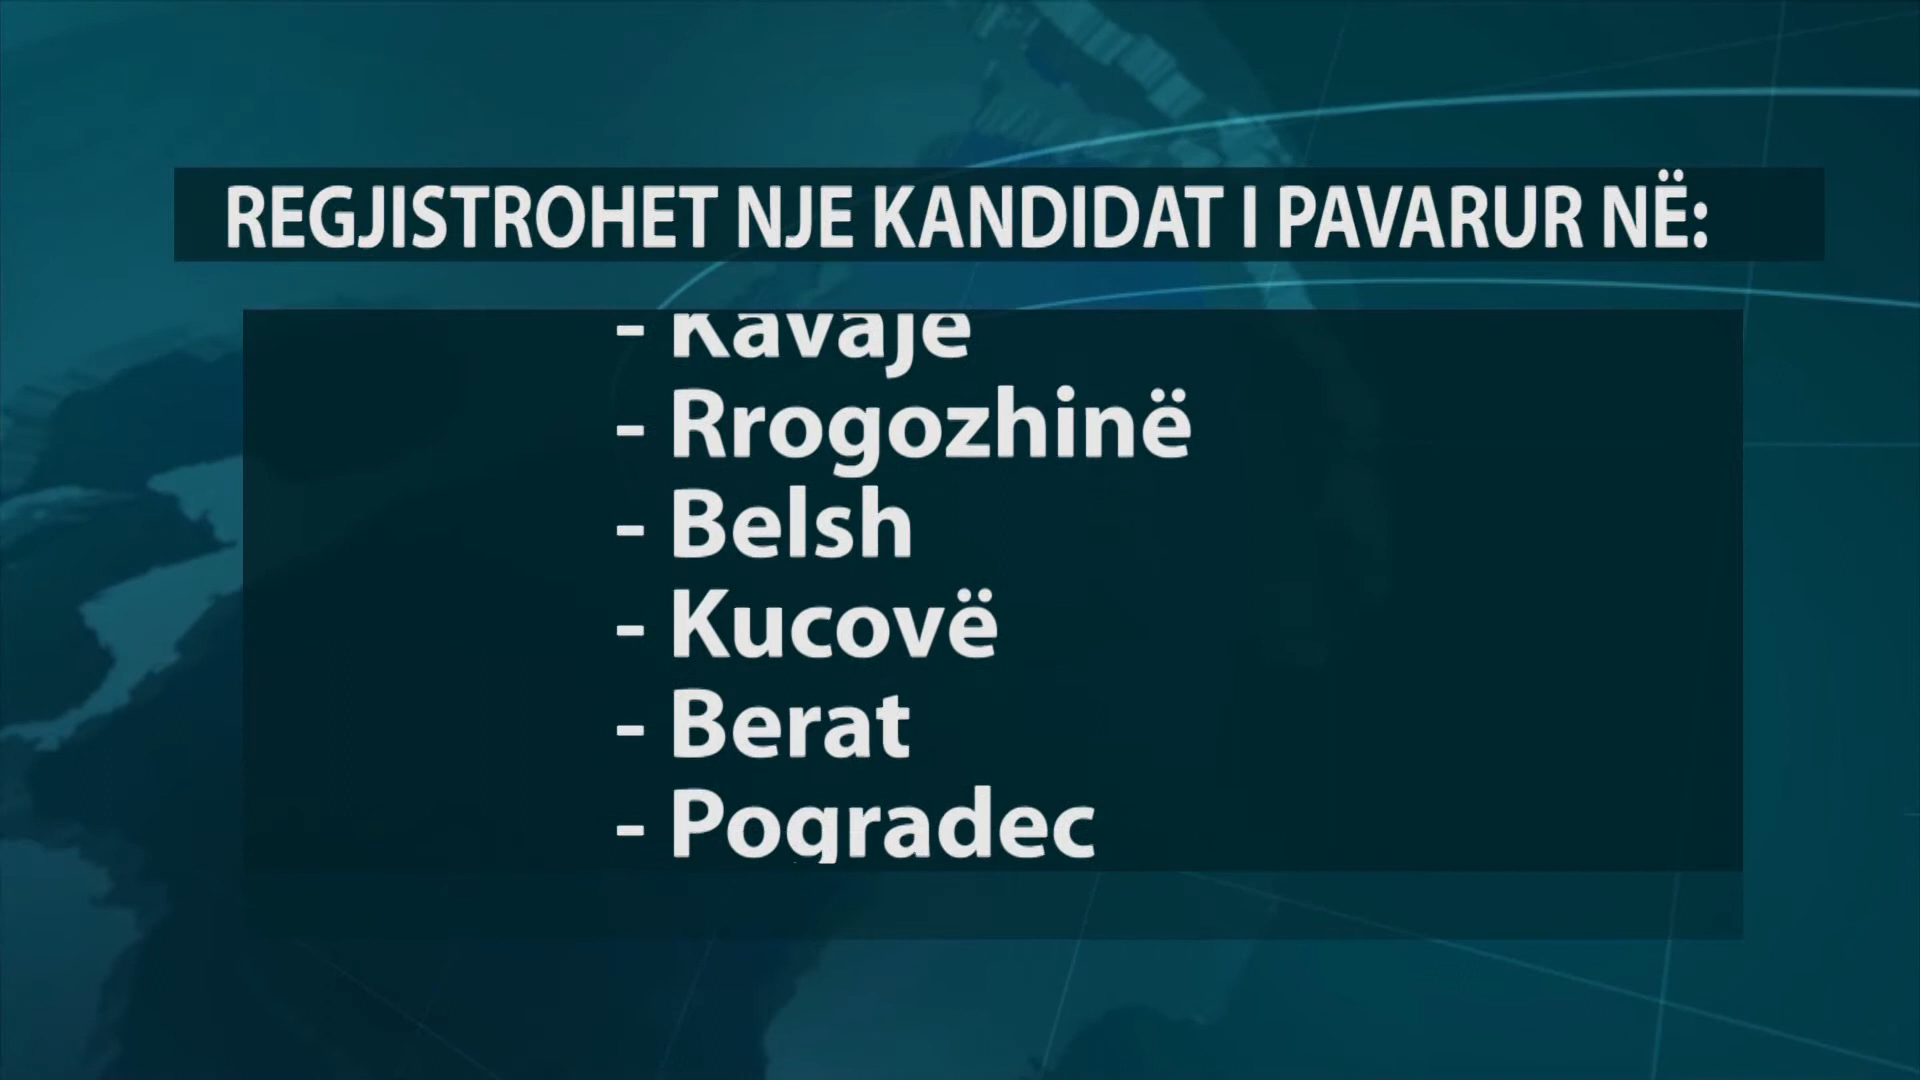 REGJISTROHET NJE KANDIDAT I PAVARUR NË:
- Kavaje
- Rrogozhinë
- Belsh
- Kucovë
- Berat
- Pogradec